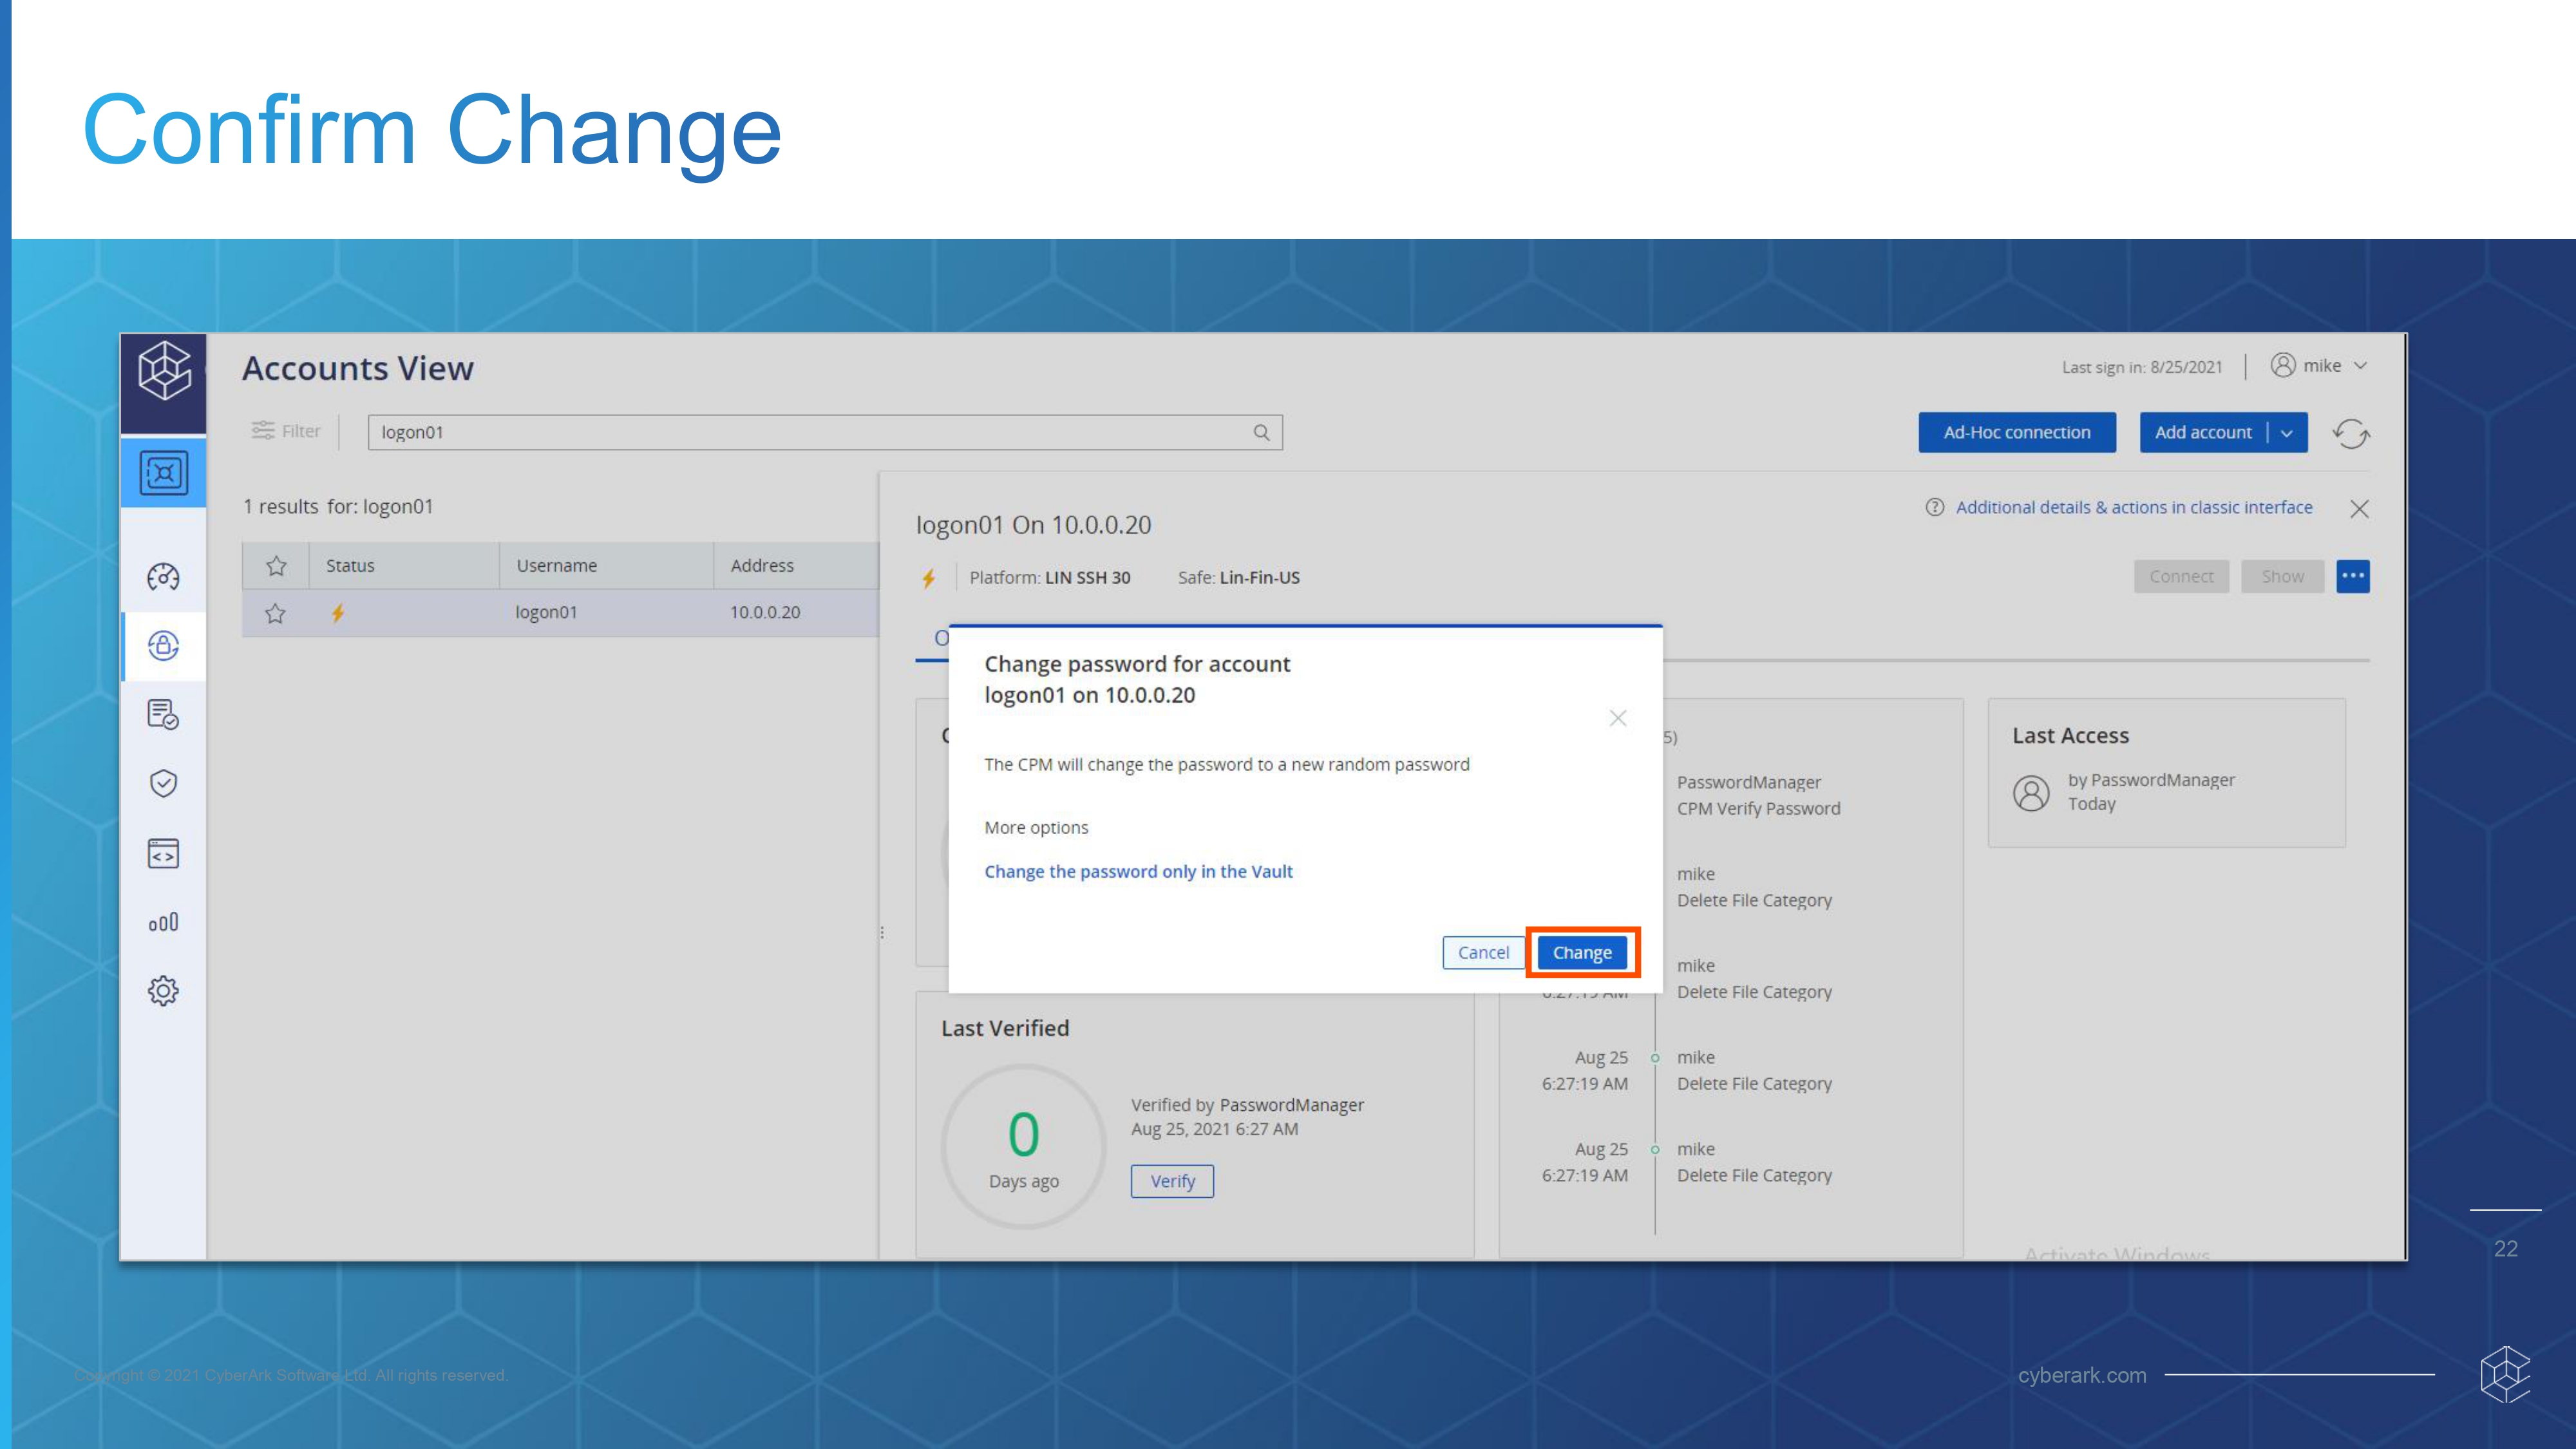 Confirm Change
Accounts View
Last sign in: 8/25/2021
mike
Filter
logon01
Ad-Hoc connection
Add account
1 results for: logon01
Additional details & actions in classic interface
logon01 On 10.0.0.20
Status
Username
Address
Platform: LIN SSH 30
Safe: Lin-Fin-US
Connect
Show
logon01
10.0.0.20
Change password for account
logon01 on 10.0.0.20
The CPM will change the password to a new random password
More options
Change the password only in the Vault
Cancel
Change
5)
PasswordManager
CPM Verify Password
mike
Delete File Category
mike
Delete File Category
Aug 25
6:27:19 AM
mike
Delete File Category
Aug 25
6:27:19 AM
mike
Delete File Category
Last Access
by PasswordManager
Today
Last Verified
0
Days ago
Verified by PasswordManager
Aug 25, 2021 6:27 AM
Verify
Activate Windows
22
Copyright © 2021 CyberArk Software Ltd. All rights reserved.
cyberark.com